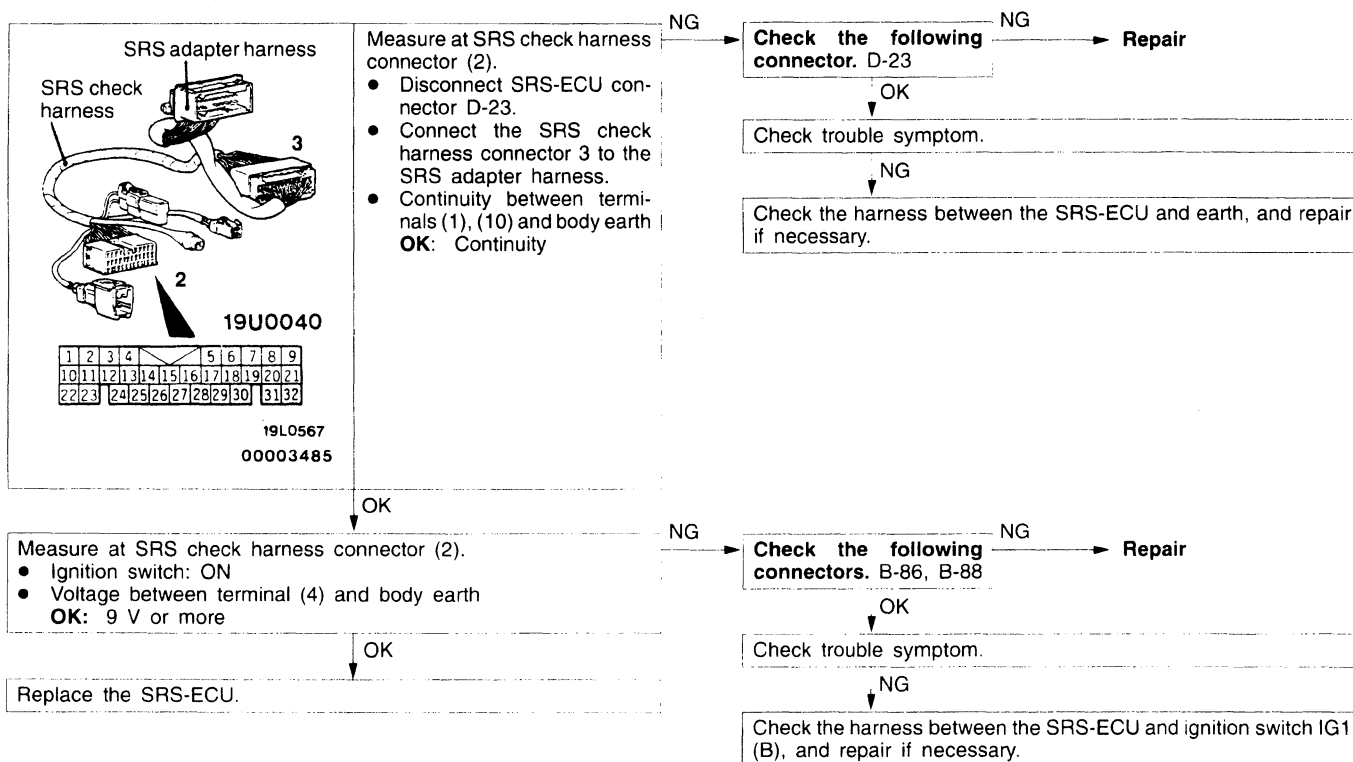 SRS adapter harness
SRS check
harness
3
2
19U0040
1 2 3 4 5 6 7 8 9
10 11 12 13 14 15 16 17 18 19 20 21
22 23 24 25 26 27 28 29 30 31 32
19L0567
00003485
Measure at SRS check harness
connector (2).
● Disconnect SRS-ECU con-
nector D-23.
● Connect the SRS check
harness connector 3 to the
SRS adapter harness.
● Continuity between termi-
nals (1), (10) and body earth
OK: Continuity
NG
Check the following
connector. D-23
NG
Repair
OK
Check trouble symptom.
NG
Check the harness between the SRS-ECU and earth, and repair
if necessary.
OK
Measure at SRS check harness connector (2).
● Ignition switch: ON
● Voltage between terminal (4) and body earth
OK: 9 V or more
NG
Check the following
connectors. B-86, B-88
NG
Repair
OK
Check trouble symptom.
NG
Check the harness between the SRS-ECU and ignition switch IG1
(B), and repair if necessary.
OK
Replace the SRS-ECU.